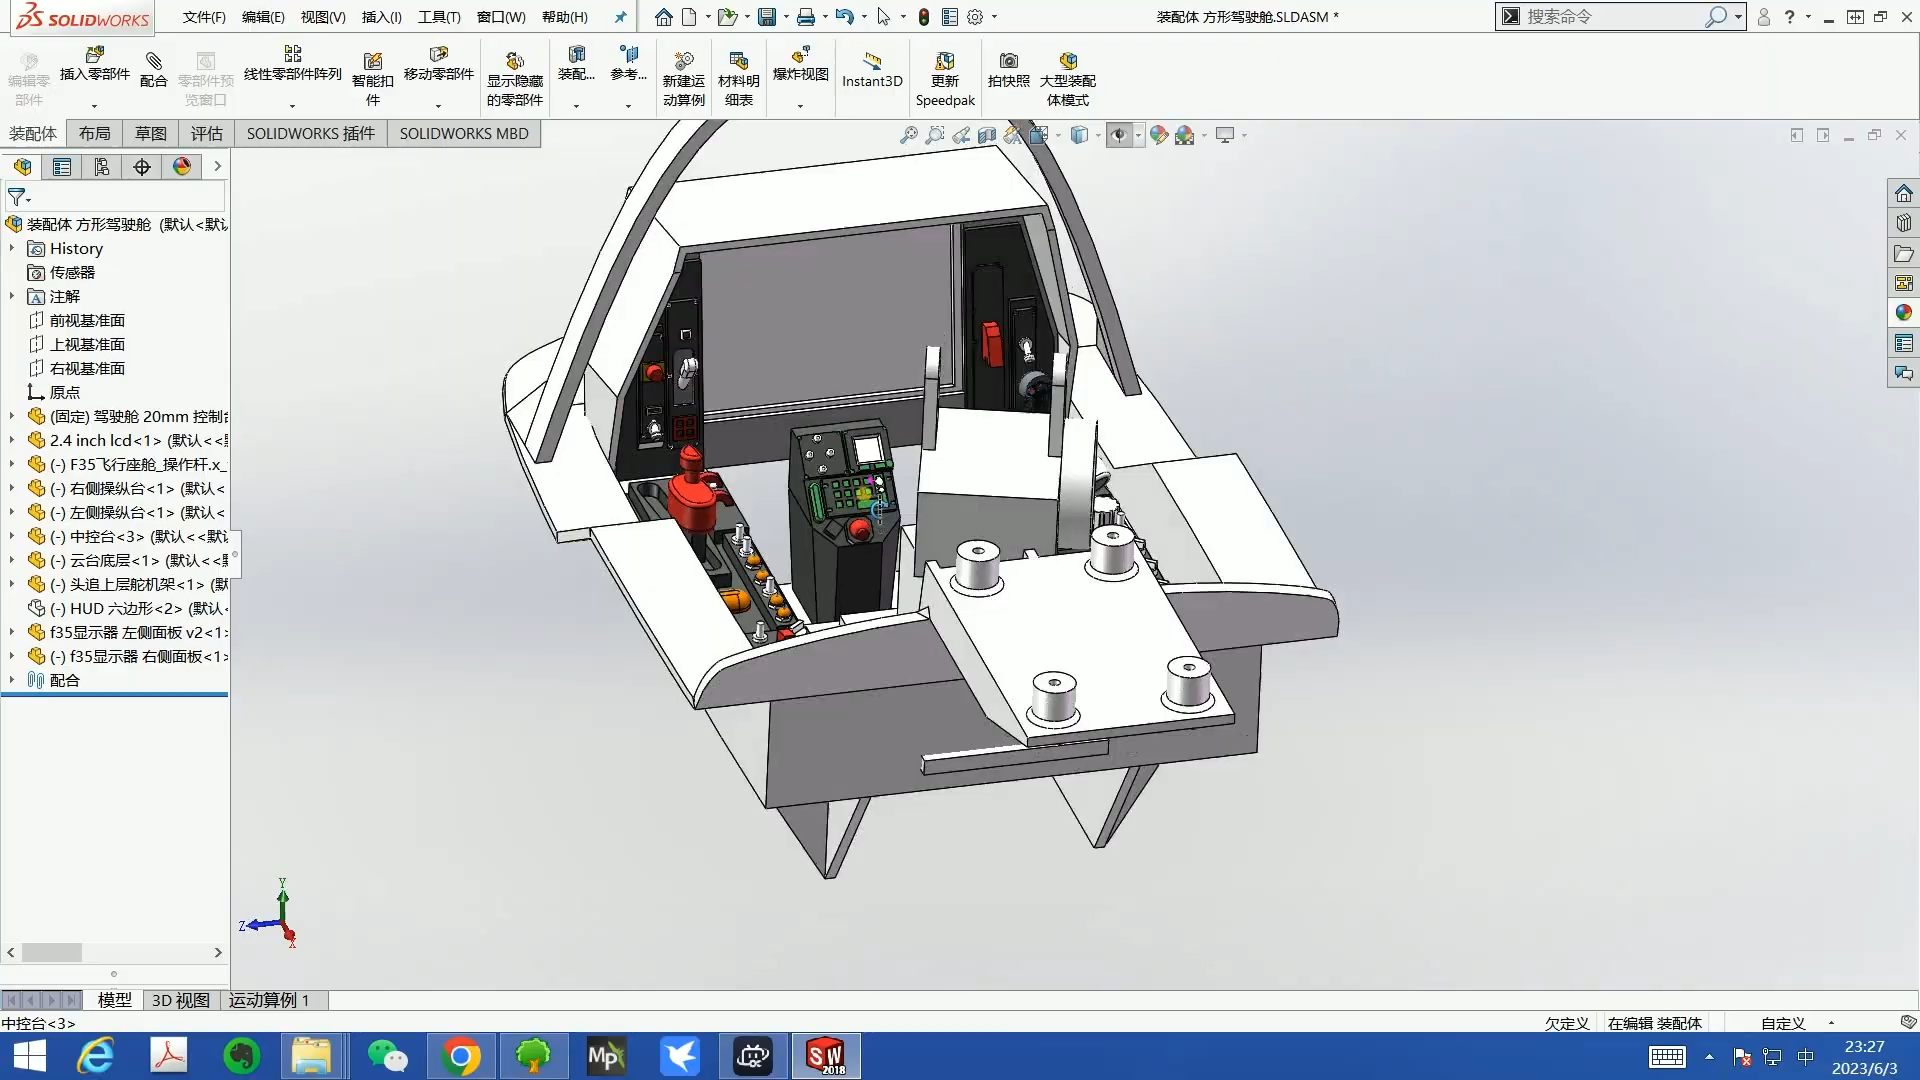 SOLIDWORKS
文件(F) 编辑(E) 视图(V) 插入(I) 工具(T) 窗口(W) 帮助(H)
装配体 方形驾驶舱.SLDASM *
搜索命令
编辑零部件
插入零部件
配合
零部件预览窗口
线性零部件阵列
智能扣件
移动零部件
显示隐藏的零部件
装配...
参考...
新建运动算例
材料明细表
爆炸视图
Instant3D
更新 Speedpak
拍快照
大型装配体模式
装配体 布局 草图 评估 SOLIDWORKS 插件 SOLIDWORKS MBD
装配体 方形驾驶舱 (默认<默认
History
传感器
注解
前视基准面
上视基准面
右视基准面
原点
(固定) 驾驶舱 20mm 控制
2.4 inch lcd<1> (默认<<
(-) F35飞行座舱_操作杆.x_
(-) 右侧操纵台<1> (默认<
(-) 左侧操纵台<1> (默认<
(-) 中控台<3> (默认<<默
(-) 云台底层<1> (默认<<
(-) 头追上层舵机架<1> (
(-) HUD 六边形<2> (默认
f35显示器 左侧面板 v2<1>
(-) f35显示器 右侧面板<1>
配合
Y
Z
X
模型 3D 视图 运动算例 1
中控台<3>
欠定义 在编辑 装配体 自定义
Mp
SW
2018
中
23:27
2023/6/3